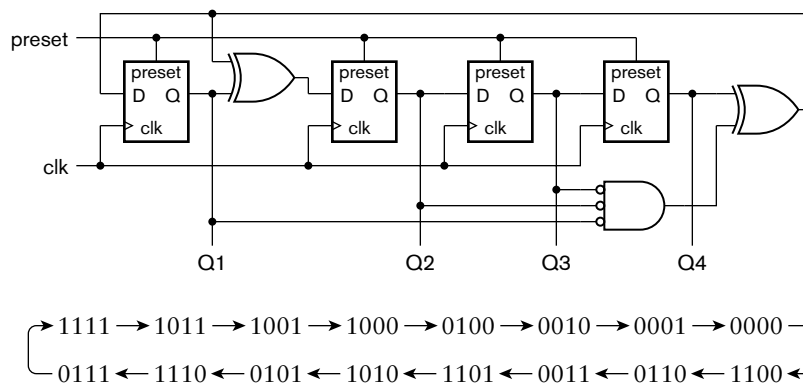 preset
preset preset preset preset
D Q D Q D Q D Q
clk clk clk clk
clk
Q1 Q2 Q3 Q4
1111 1011 1001 1000 0100 0010 0001 0000
0111 1110 0101 1010 1101 0011 0110 1100